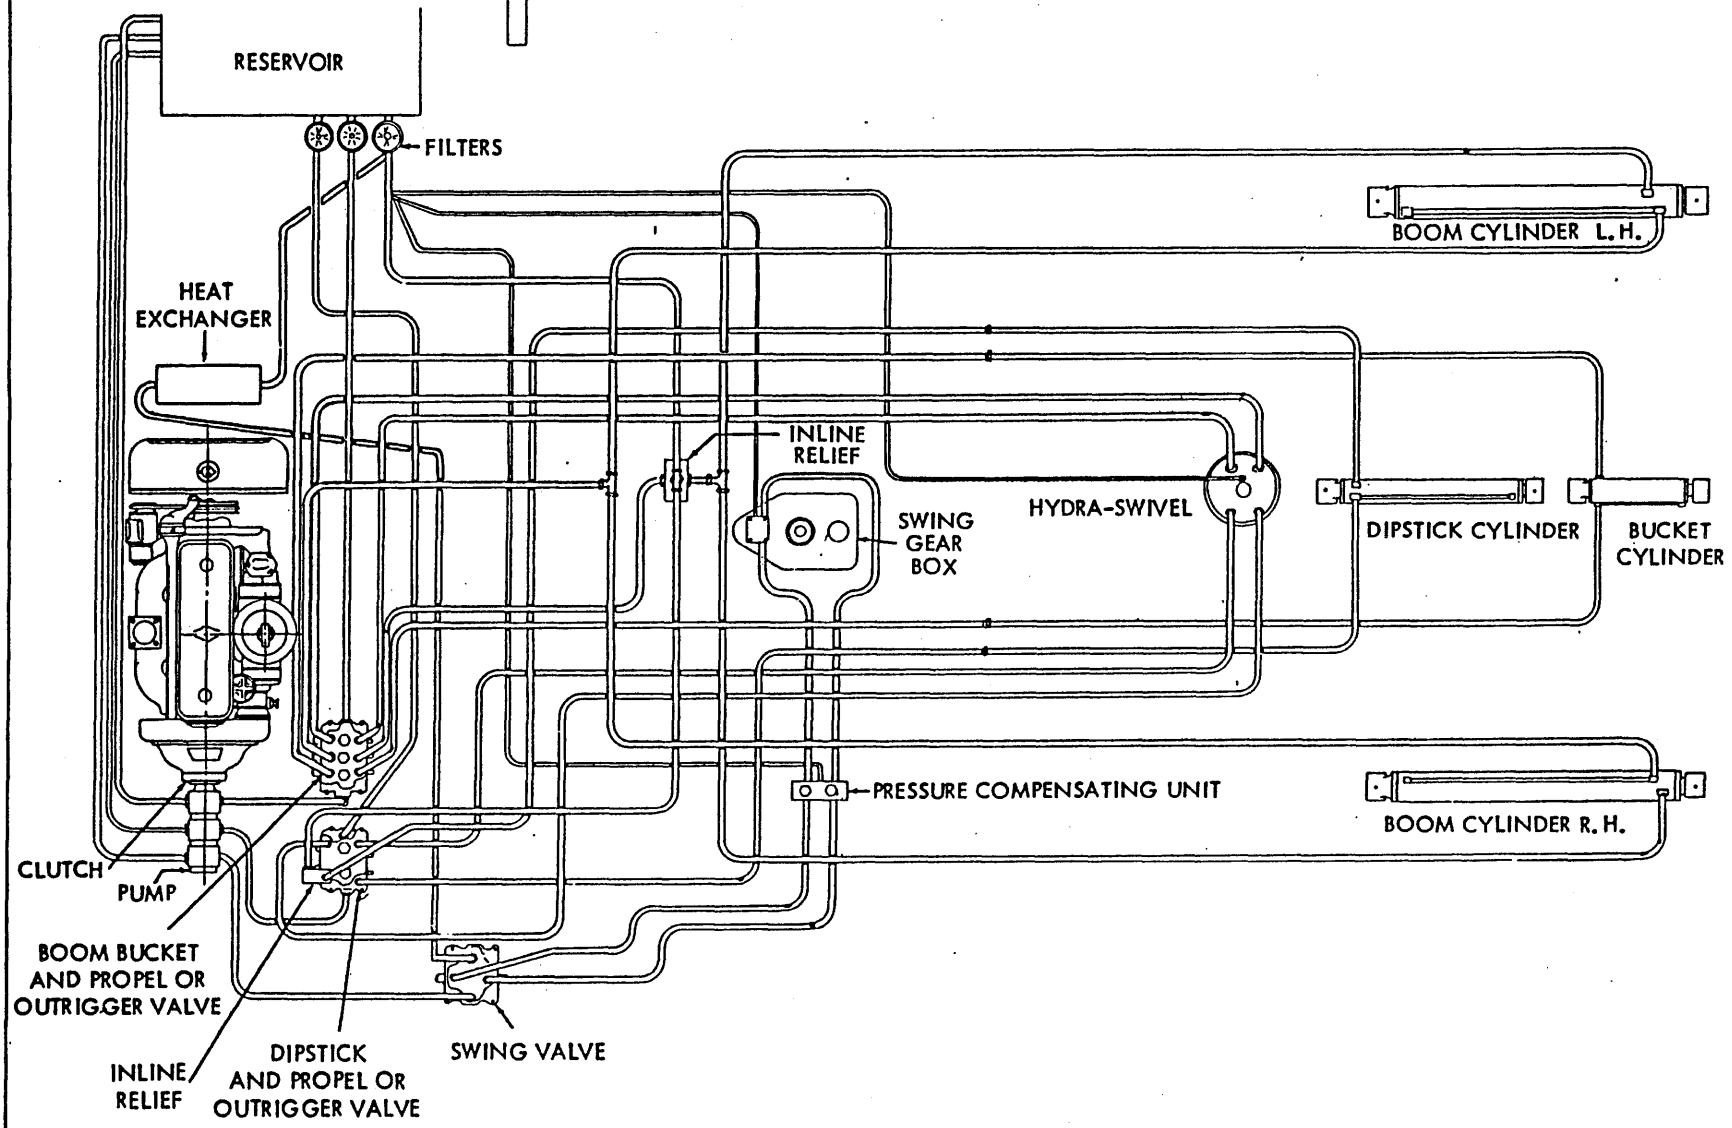 RESERVOIR
FILTERS
BOOM CYLINDER L.H.
HEAT
EXCHANGER
INLINE
RELIEF
HYDRA-SWIVEL
SWING
GEAR
BOX
DIPSTICK CYLINDER
BUCKET
CYLINDER
PRESSURE COMPENSATING UNIT
BOOM CYLINDER R.H.
CLUTCH
PUMP
BOOM BUCKET
AND PROPEL OR
OUTRIGGER VALVE
INLINE
RELIEF
DIPSTICK
AND PROPEL OR
OUTRIGGER VALVE
SWING VALVE